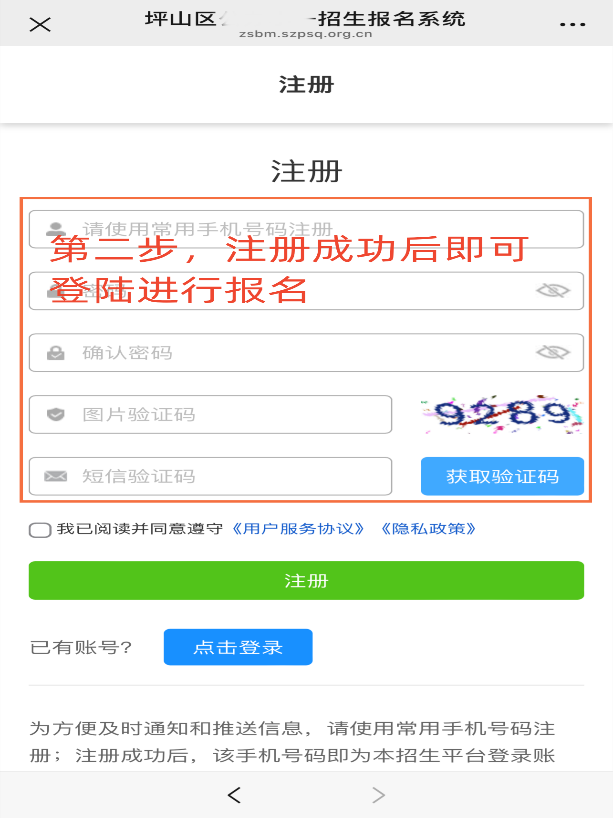 坪山区 一招生报名系统
zsbm.szpsq.org.cn
注册
注册
请使用常用手机号码注册
第二步，注册成功后即可
登陆进行报名
密码
确认密码
图片验证码
9289
短信验证码
获取验证码
我已阅读并同意遵守《用户服务协议》《隐私政策》
注册
已有账号?
点击登录
为方便及时通知和推送信息，请使用常用手机号码注
册；注册成功后，该手机号码即为本招生平台登录账